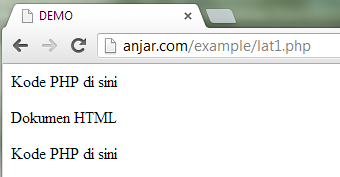 DEMO
anjar.com/example/lat1.php
Kode PHP di sini
Dokumen HTML
Kode PHP di sini